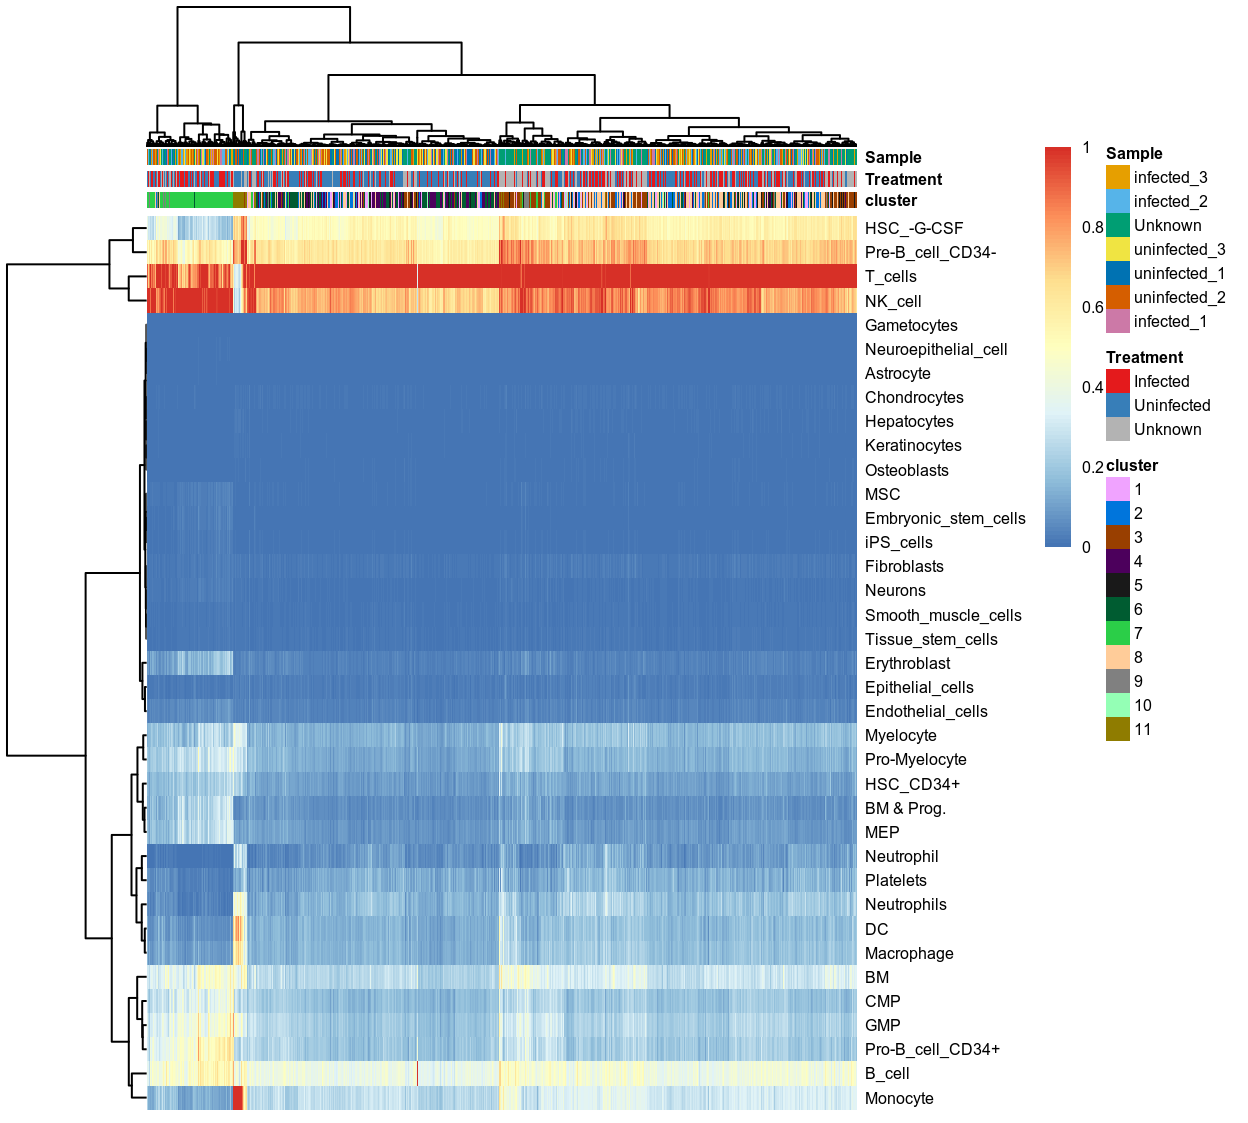 Sample
Treatment
cluster
HSC_-G-CSF
Pre-B_cell_CD34-
T_cells
NK_cell
Gametocytes
Neuroepithelial_cell
Astrocyte
Chondrocytes
Hepatocytes
Keratinocytes
Osteoblasts
MSC
Embryonic_stem_cells
iPS_cells
Fibroblasts
Neurons
Smooth_muscle_cells
Tissue_stem_cells
Erythroblast
Epithelial_cells
Endothelial_cells
Myelocyte
Pro-Myelocyte
HSC_CD34+
BM & Prog.
MEP
Neutrophil
Platelets
Neutrophils
DC
Macrophage
BM
CMP
GMP
Pro-B_cell_CD34+
B_cell
Monocyte
1
0.8
0.6
0.4
0.2
0
Sample
infected_3
infected_2
Unknown
uninfected_3
uninfected_1
uninfected_2
infected_1
Treatment
Infected
Uninfected
Unknown
cluster
1
2
3
4
5
6
7
8
9
10
11